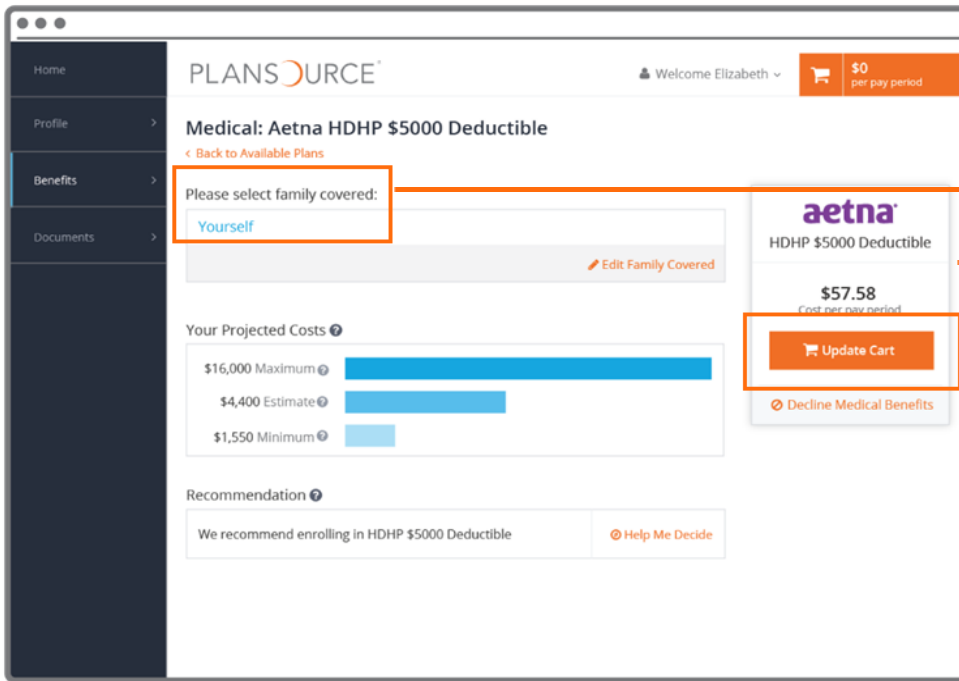 Home
PLANSOURCE
Welcome Elizabeth
$0
per pay period
Profile
Medical: Aetna HDHP $5000 Deductible
< Back to Available Plans
Benefits
Please select family covered:
Yourself
Documents
Edit Family Covered
aetna
HDHP $5000 Deductible
$57.58
Cost per pay period
Update Cart
Decline Medical Benefits
Your Projected Costs ?
$16,000 Maximum ?
$4,400 Estimate ?
$1,550 Minimum ?
Recommendation ?
We recommend enrolling in HDHP $5000 Deductible
Help Me Decide